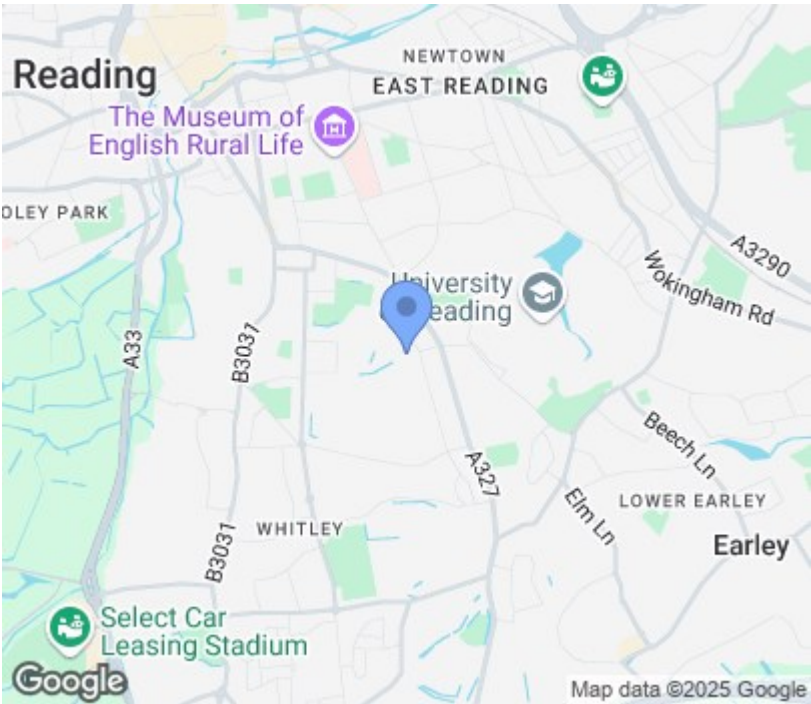 NEWTOWN
Reading
EAST READING
The Museum of
English Rural Life
OLEY PARK
A3290
University
eading
Wokingham Rd
A33
B3031
Beech Ln
A327
Elm Ln
LOWER EARLEY
WHITLEY
B3031
Earley
Select Car
Leasing Stadium
Google
Map data ©2025 Google